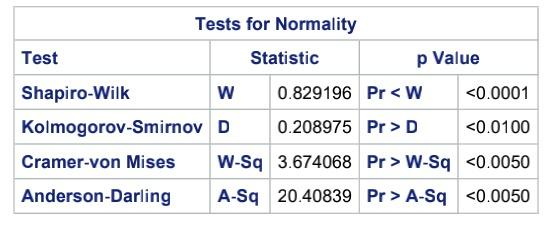 Tests for Normality
Test Statistic p Value
Shapiro-Wilk W 0.829196 Pr < W <0.0001
Kolmogorov-Smirnov D 0.208975 Pr > D <0.0100
Cramer-von Mises W-Sq 3.674068 Pr > W-Sq <0.0050
Anderson-Darling A-Sq 20.40839 Pr > A-Sq <0.0050